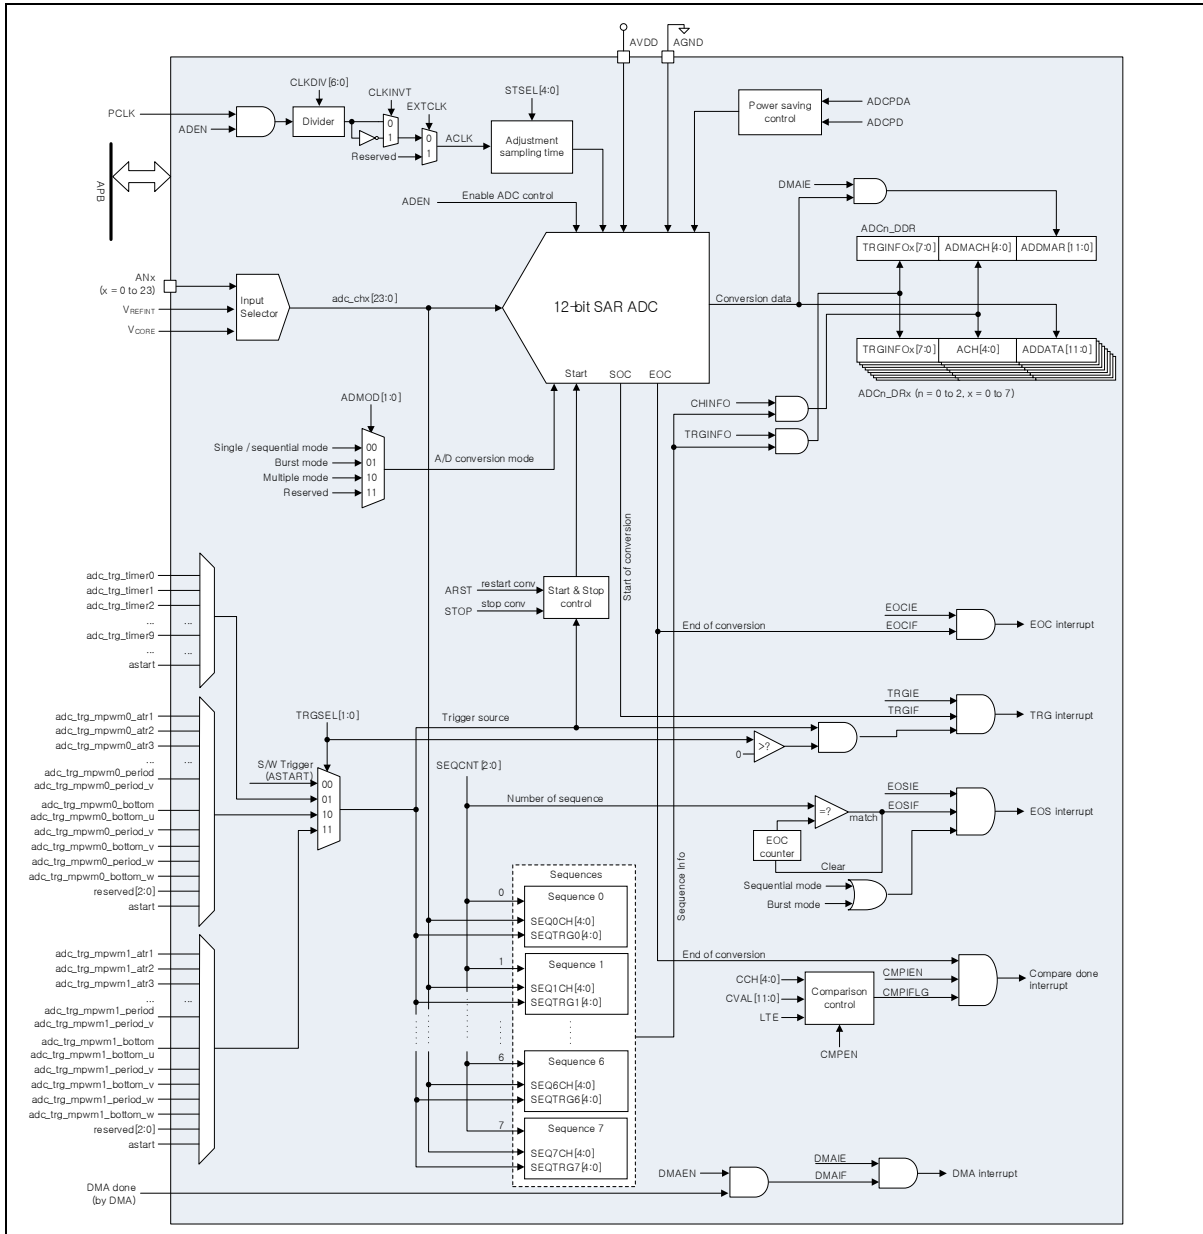 AVDD
AGND
CLKDIV[6:0]
CLKINVT
EXTCLK
STSEL[4:0]
PCLK
ADEN
Divider
0
1
0
1
Reserved
ACLK
Adjustment
sampling time
Power saving
control
ADCPDA
ADCPD
APB
ADEN
Enable ADC control
DMAIE
ADCn_DDR
TRGINFOx[7:0]
ADMACH[4:0]
ADDMAR[11:0]
ANx
(x = 0 to 23)
VREFINT
VCORE
Input
Selector
adc_chx[23:0]
12-bit SAR ADC
Conversion data
Start
SOC
EOC
TRGINFOx[7:0]
ACH[4:0]
ADDATA[11:0]
ADCn_DRx (n = 0 to 2, x = 0 to 7)
CHINFO
TRGINFO
ADMOD[1:0]
Single / sequential mode
Burst mode
Multiple mode
Reserved
00
01
10
11
A/D conversion mode
Start of conversion
ARST
restart conv
STOP
stop conv
Start & Stop
control
adc_trg_timer0
adc_trg_timer1
adc_trg_timer2
... ...
adc_trg_timer9
... ...
astart
End of conversion
EOCIE
EOCIF
EOC interrupt
adc_trg_mpwm0_atr1
adc_trg_mpwm0_atr2
adc_trg_mpwm0_atr3
... ...
adc_trg_mpwm0_period
adc_trg_mpwm0_period_v
adc_trg_mpwm0_bottom
adc_trg_mpwm0_bottom_u
adc_trg_mpwm0_period_v
adc_trg_mpwm0_bottom_v
adc_trg_mpwm0_period_w
adc_trg_mpwm0_bottom_w
reserved[2:0]
astart
TRGSEL[1:0]
S/W Trigger
(ASTART)
00
01
10
11
Trigger source
>?
0
TRGIE
TRGIF
TRG interrupt
SEQCNT[2:0]
Number of sequence
=?
match
EOC
counter
Clear
EOSIE
EOSIF
EOS interrupt
Sequential mode
Burst mode
Sequence Info
Sequences
0
Sequence 0
SEQ0CH[4:0]
SEQTRG0[4:0]
1
Sequence 1
SEQ1CH[4:0]
SEQTRG1[4:0]
6
Sequence 6
SEQ6CH[4:0]
SEQTRG6[4:0]
7
Sequence 7
SEQ7CH[4:0]
SEQTRG7[4:0]
adc_trg_mpwm1_atr1
adc_trg_mpwm1_atr2
adc_trg_mpwm1_atr3
... ...
adc_trg_mpwm1_period
adc_trg_mpwm1_period_v
adc_trg_mpwm1_bottom
adc_trg_mpwm1_bottom_u
adc_trg_mpwm1_period_v
adc_trg_mpwm1_bottom_v
adc_trg_mpwm1_period_w
adc_trg_mpwm1_bottom_w
reserved[2:0]
astart
End of conversion
CCH[4:0]
CVAL[11:0]
LTE
Comparison
control
CMPEN
CMPIEN
CMPIFLG
Compare done
interrupt
DMA done
(by DMA)
DMAEN
DMAIE
DMAIF
DMA interrupt